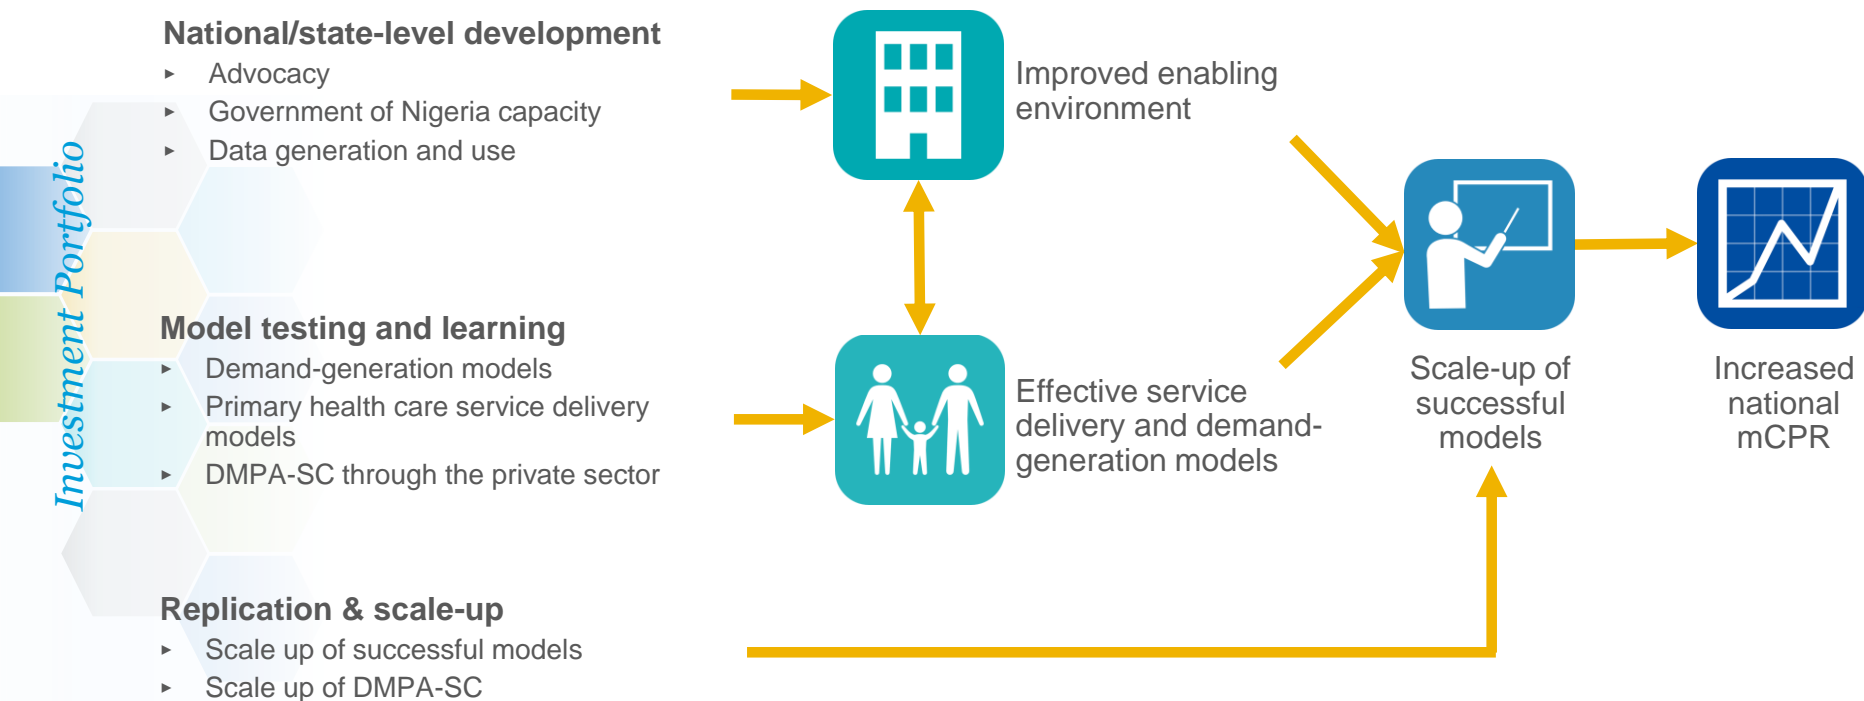 Investment Portfolio
National/state-level development
► Advocacy
► Government of Nigeria capacity
► Data generation and use
Improved enabling
environment
Model testing and learning
► Demand-generation models
► Primary health care service delivery
models
► DMPA-SC through the private sector
Effective service
delivery and demand-
generation models
Scale-up of
successful
models
Increased
national
mCPR
Replication & scale-up
► Scale up of successful models
► Scale up of DMPA-SC